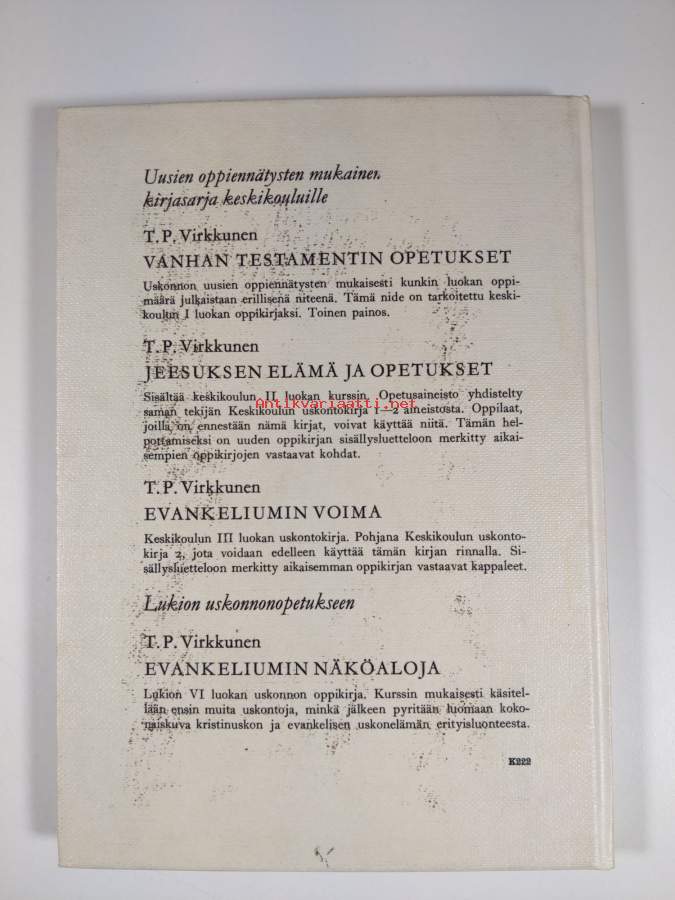 Uusien oppiennätysten mukainen
kirjasarja keskikouluille
T. P. Virkkunen
VANHAN TESTAMENTIN OPETUKSET
Uskonnon uusien oppiennätysten mukaisesti kunkin luokan oppi-
määrä julkaistaan erillisenä niteenä. Tämä nide on tarkoitettu keski-
koulun I luokan oppikirjaksi. Toinen painos.
T. P. Virkkunen
JEESUKSEN ELÄMÄ JA OPETUKSET
Sisältää keskikoulun II luokan kurssin. Opetusaineisto yhdistelty
Antikvariaatti.net
saman tekijän Keskikoulun uskontokirja 1—2 aineistosta. Oppilaat,
joilla on ennestään nämä kirjat, voivat käyttää niitä. Tämän hel-
pottamiseksi on uuden oppikirjan sisällysluetteloon merkitty aikai-
sempien oppikirjojen vastaavat kohdat.
T. P. Virkkunen
EVANKELIUMIN VOIMA
Keskikoulun III luokan uskontokirja. Pohjana Keskikoulun uskonto-
kirja 2, jota voidaan edelleen käyttää tämän kirjan rinnalla. Si-
sällysluetteloon merkitty aikaisemman oppikirjan vastaavat kappaleet.
Lukion uskonnonopetukseen
T. P. Virkkunen
EVANKELIUMIN NÄKÖALOJA
Lukion VI luokan uskonnon oppikirja. Kurssin mukaisesti käsitel-
lään ensin muita uskontoja, minkä jälkeen pyritään luomaan koko-
naiskuva kristinuskon ja evankelisen uskonelämän erityisluonteesta.
K222